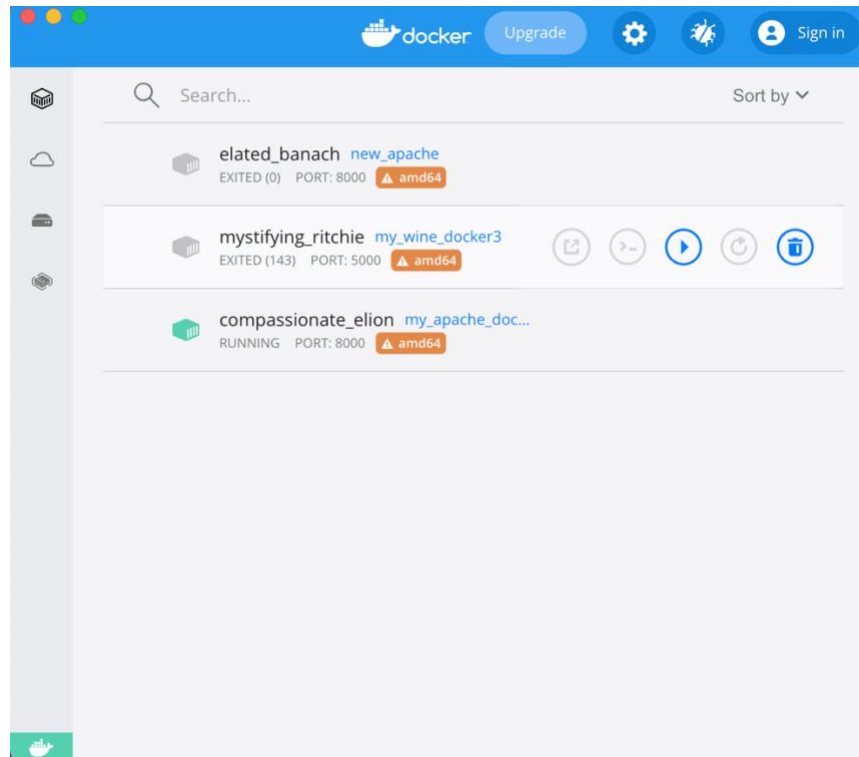 docker Upgrade Sign in
Search... Sort by
elated_banach new_apache
EXITED (0) PORT: 8000 amd64
mystifying_ritchie my_wine_docker3
EXITED (143) PORT: 5000 amd64
compassionate_elion my_apache_doc...
RUNNING PORT: 8000 amd64